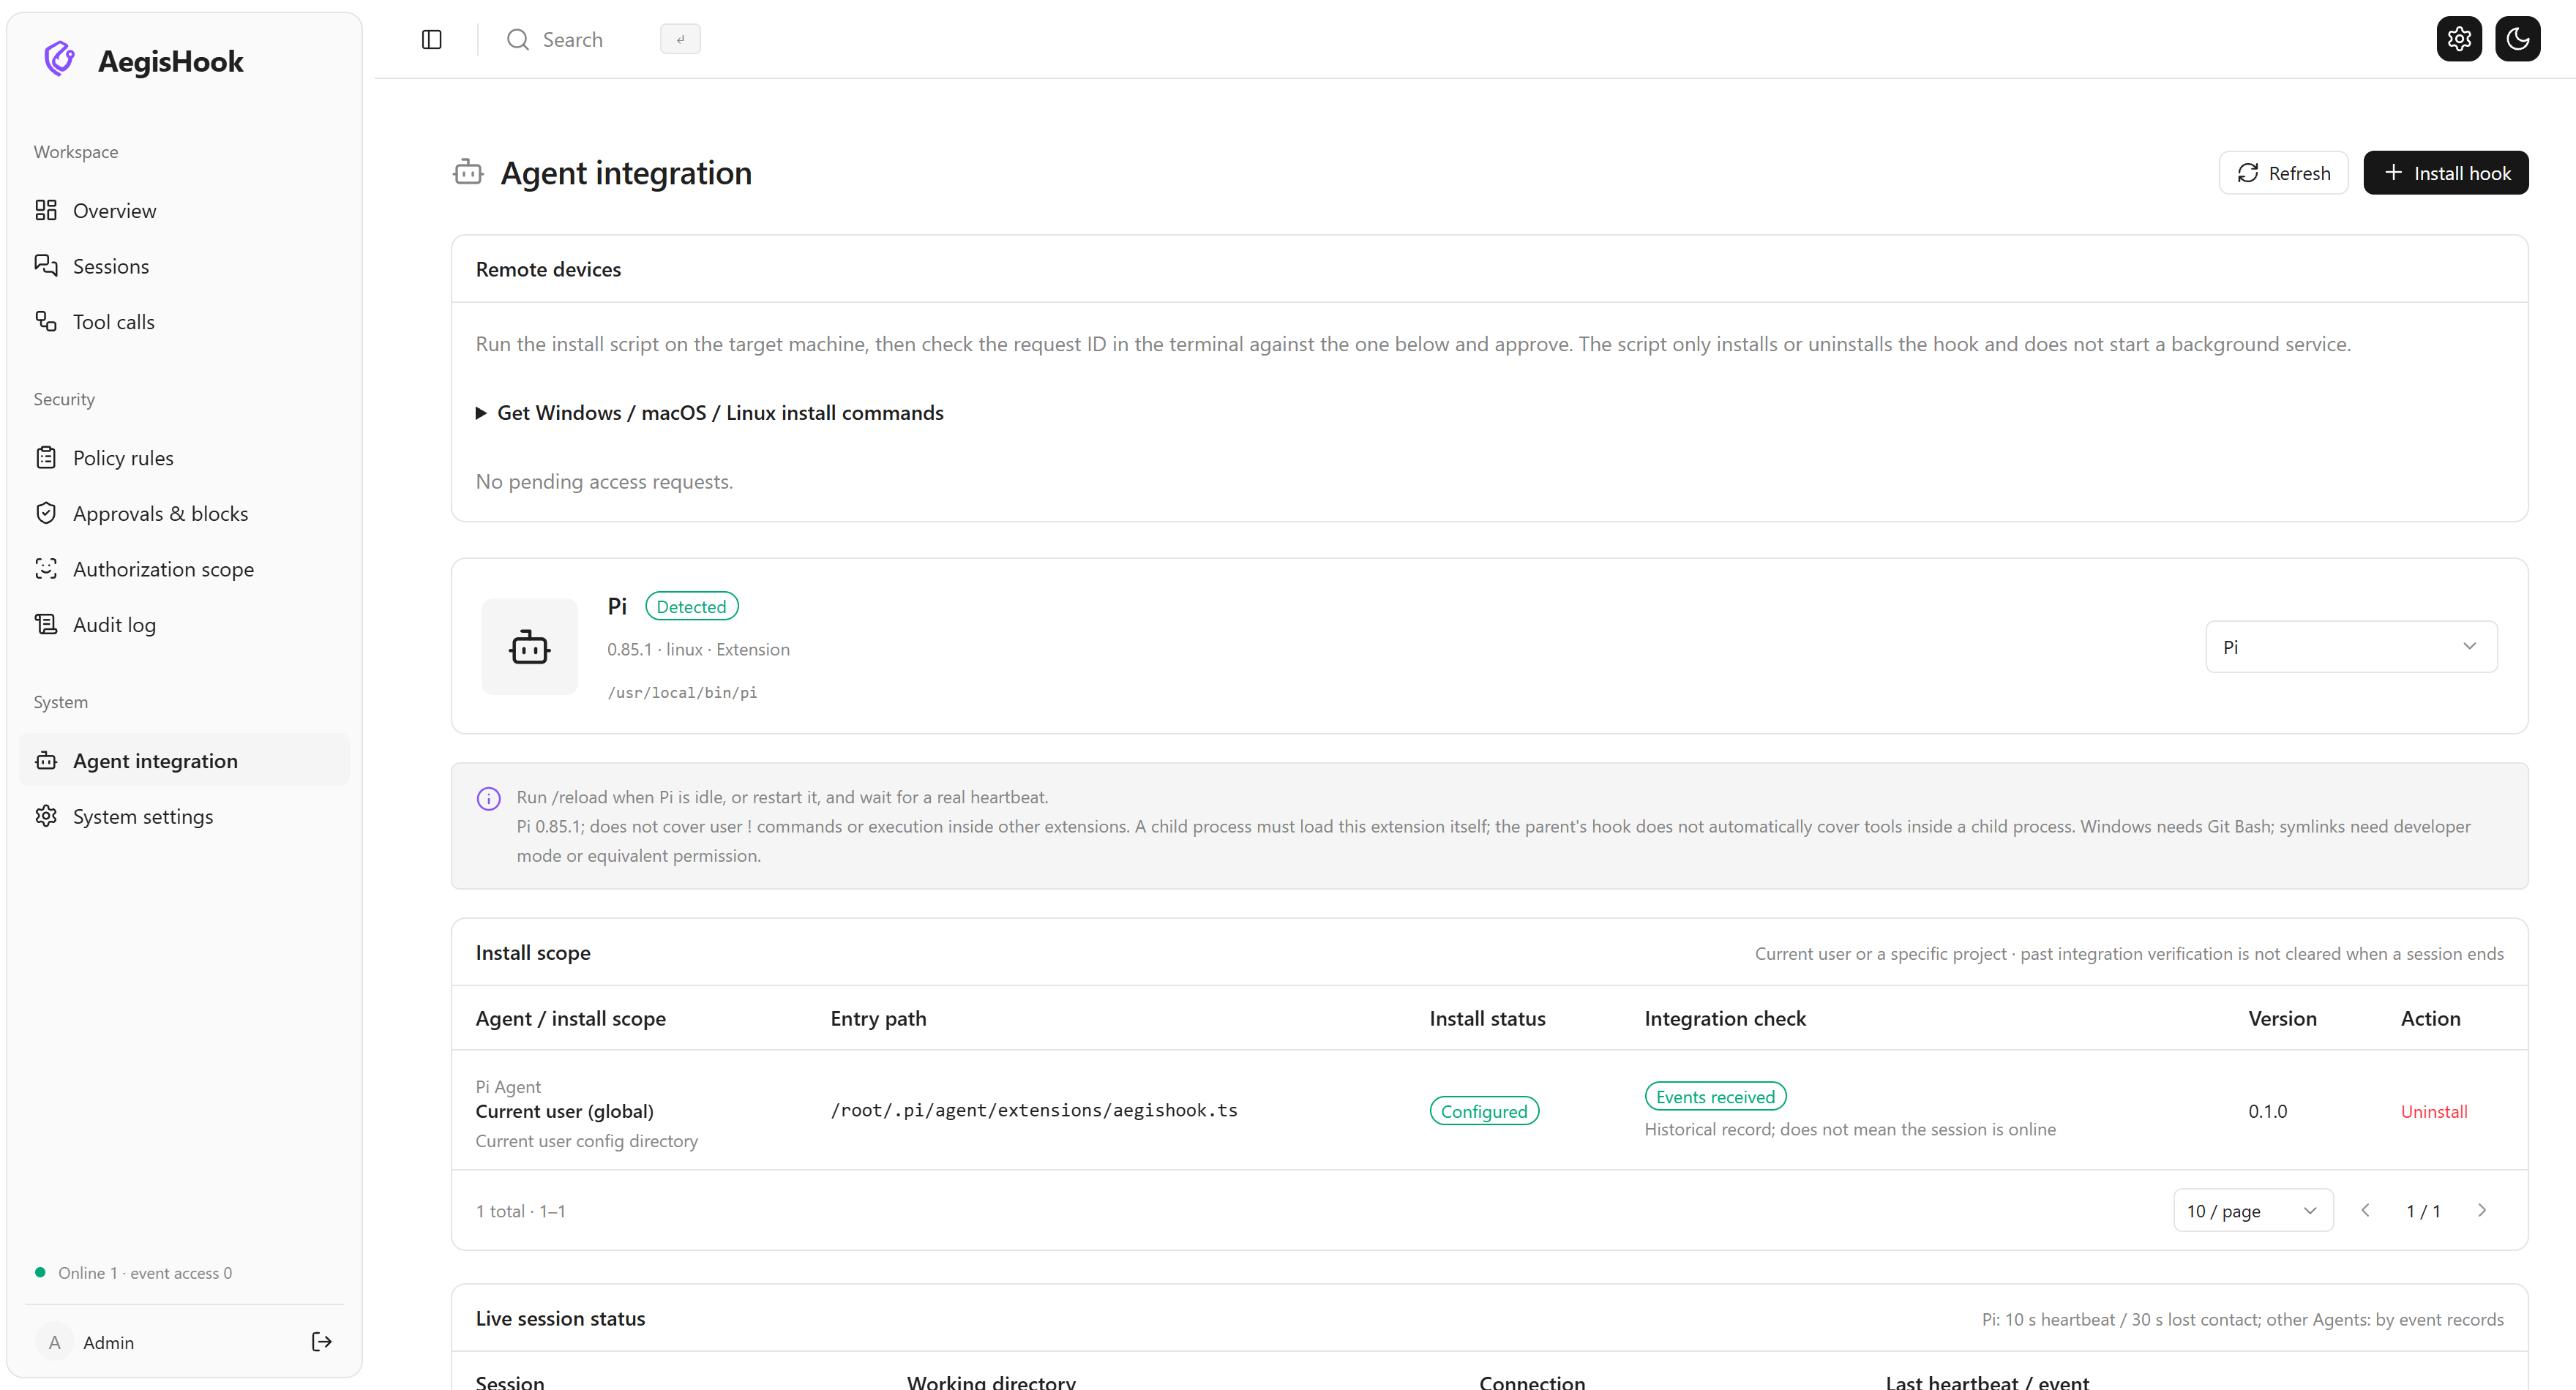 AegisHook
Search
Workspace
Overview
Sessions
Tool calls
Security
Policy rules
Approvals & blocks
Authorization scope
Audit log
System
Agent integration
System settings
Online 1 · event access 0
A Admin
Agent integration
Refresh
Install hook
Remote devices
Run the install script on the target machine, then check the request ID in the terminal against the one below and approve. The script only installs or uninstalls the hook and does not start a background service.
Get Windows / macOS / Linux install commands
No pending access requests.
Pi Detected
0.85.1 · linux · Extension
/usr/local/bin/pi
Pi
Run /reload when Pi is idle, or restart it, and wait for a real heartbeat.
Pi 0.85.1; does not cover user ! commands or execution inside other extensions. A child process must load this extension itself; the parent's hook does not automatically cover tools inside a child process. Windows needs Git Bash; symlinks need developer
mode or equivalent permission.
Install scope
Current user or a specific project · past integration verification is not cleared when a session ends
Agent / install scope Entry path Install status Integration check Version Action
Pi Agent
Current user (global)
Current user config directory
/root/.pi/agent/extensions/aegishook.ts
Configured
Events received
Historical record; does not mean the session is online
0.1.0
Uninstall
1 total · 1–1
10 / page
1 / 1
Live session status
Pi: 10 s heartbeat / 30 s lost contact; other Agents: by event records
Session Working directory Connection Last heartbeat / event